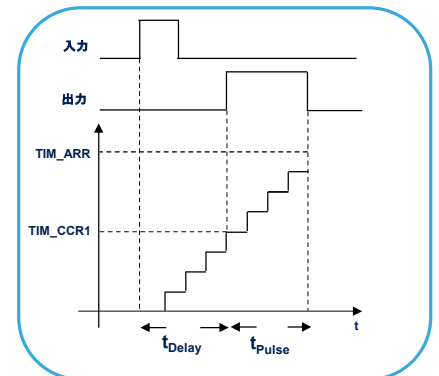 入力
出力
TIM_ARR
TIM_CCR1
t
tDelay
tPulse